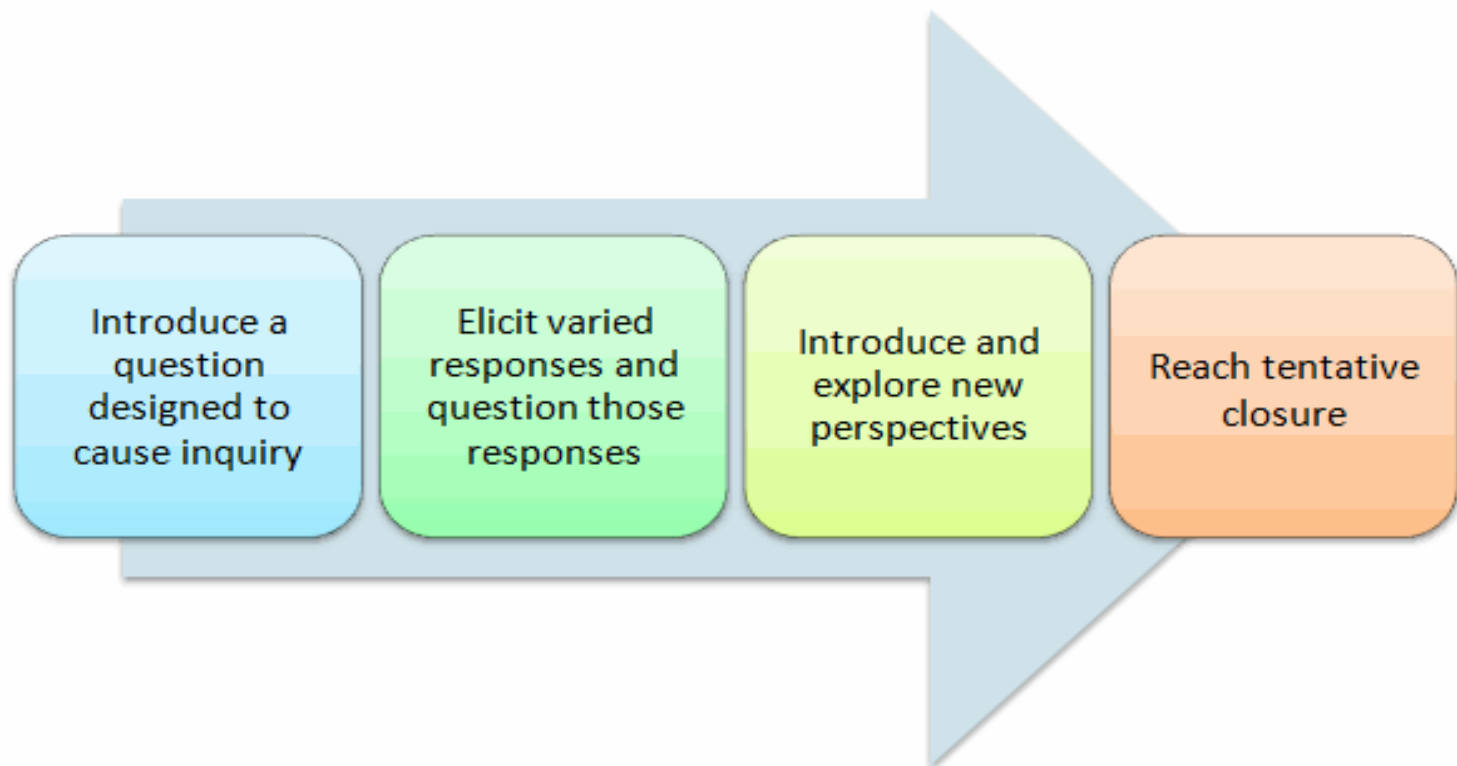 Introduce a
question
designed to
cause inquiry
Elicit varied
responses and
question those
responses
Introduce and
explore new
perspectives
Reach tentative
closure